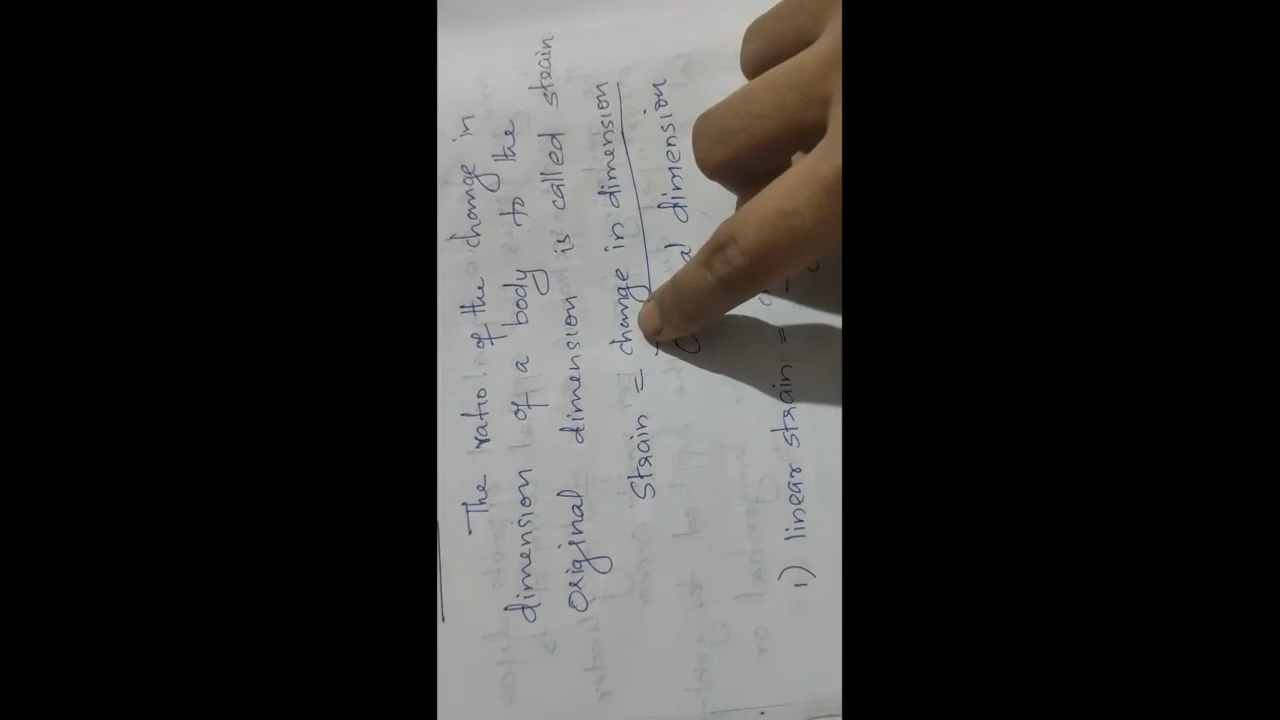 The ratio of the change in
dimension of a body to the
original dimension is called strain
Strain = change in dimension
dimension
1) linear strain =